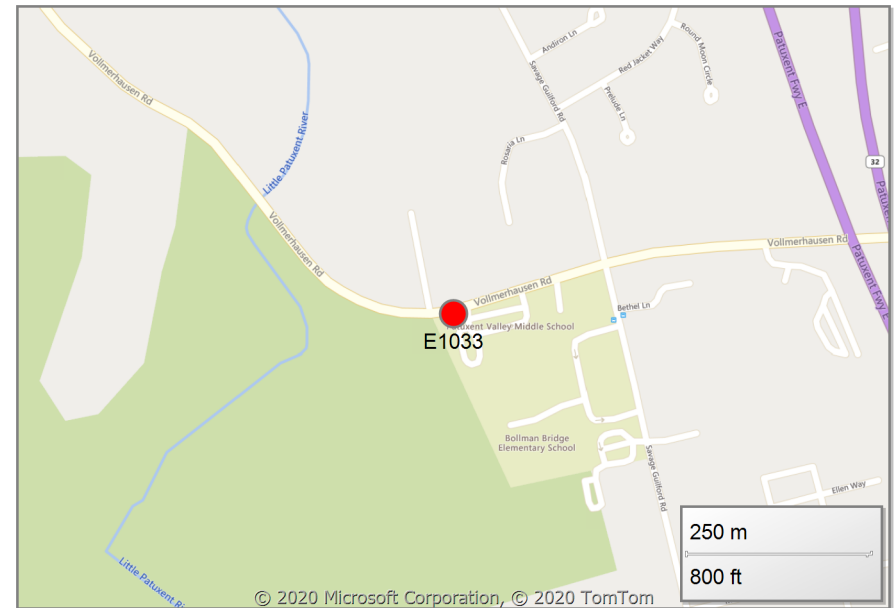 Vollmerhausen Rd
Andiron Ln
Savage Guilford Rd
Red Jacket Way
Round Moon Circle
Prelude Ln
Rosaria Ln
Patuxent Fwy E
32
Patuxent
Little Patuxent River
Vollmerhausen Rd
Vollmerhausen Rd
Patuxent Fwy E
Vollmerhausen Rd
Bethel Ln
Valley Middle School
E1033
Bollman Bridge
Elementary School
Savage Guilford Rd
Ellen Way
250 m
800 ft
Little Patuxent
© 2020 Microsoft Corporation, © 2020 TomTom